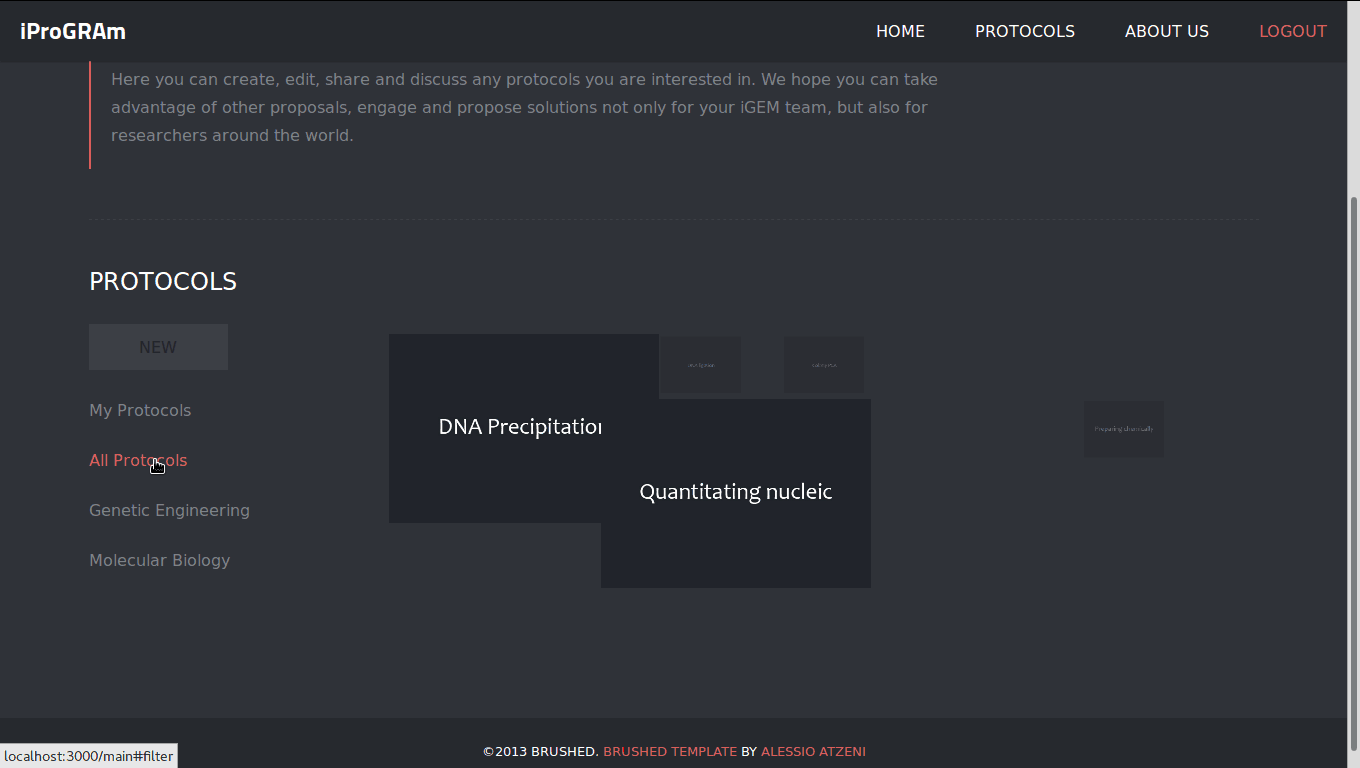 iProGRAm
HOME
PROTOCOLS
ABOUT US
LOGOUT
Here you can create, edit, share and discuss any protocols you are interested in. We hope you can take
advantage of other proposals, engage and propose solutions not only for your iGEM team, but also for
researchers around the world.
PROTOCOLS
NEW
My Protocols
All Protocols
Genetic Engineering
Molecular Biology
DNA Precipitation
Quantitating nucleic
Preparing chemically
©2013 BRUSHED. BRUSHED TEMPLATE BY ALESSIO ATZENI
localhost:3000/main#filter